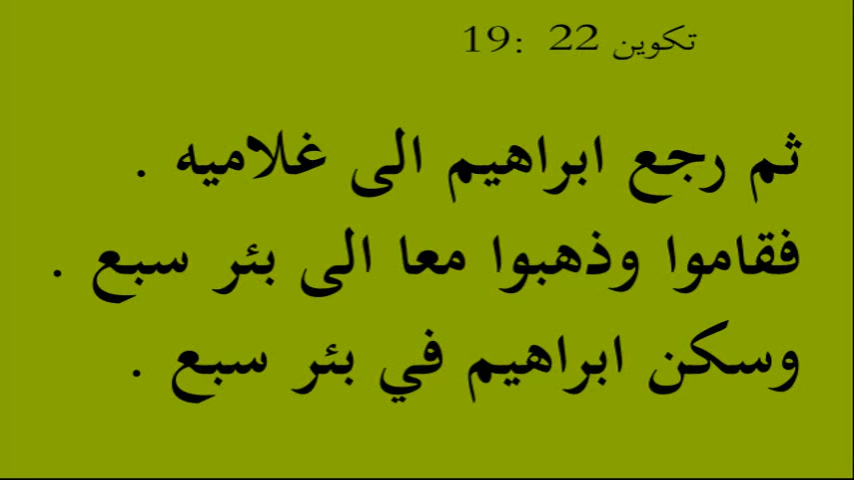 تكوين 22 :19
ثم رجع ابراهيم الى غلاميه .
فقاموا وذهبوا معا الى بئر سبع .
وسكن ابراهيم في بئر سبع .